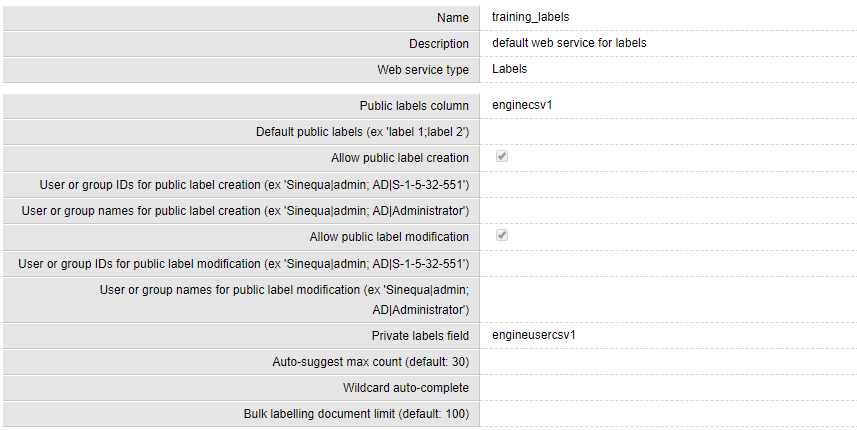 Name training_labels
Description default web service for labels
Web service type Labels
Public labels column enginecsv1
Default public labels (ex 'label 1;label 2')
Allow public label creation
User or group IDs for public label creation (ex 'Sinequa|admin; AD|S-1-5-32-551')
User or group names for public label creation (ex 'Sinequa|admin; AD|Administrator')
Allow public label modification
User or group IDs for public label modification (ex 'Sinequa|admin; AD|S-1-5-32-551')
User or group names for public label modification (ex 'Sinequa|admin;
AD|Administrator')
Private labels field engineusercsv1
Auto-suggest max count (default: 30)
Wildcard auto-complete
Bulk labelling document limit (default: 100)